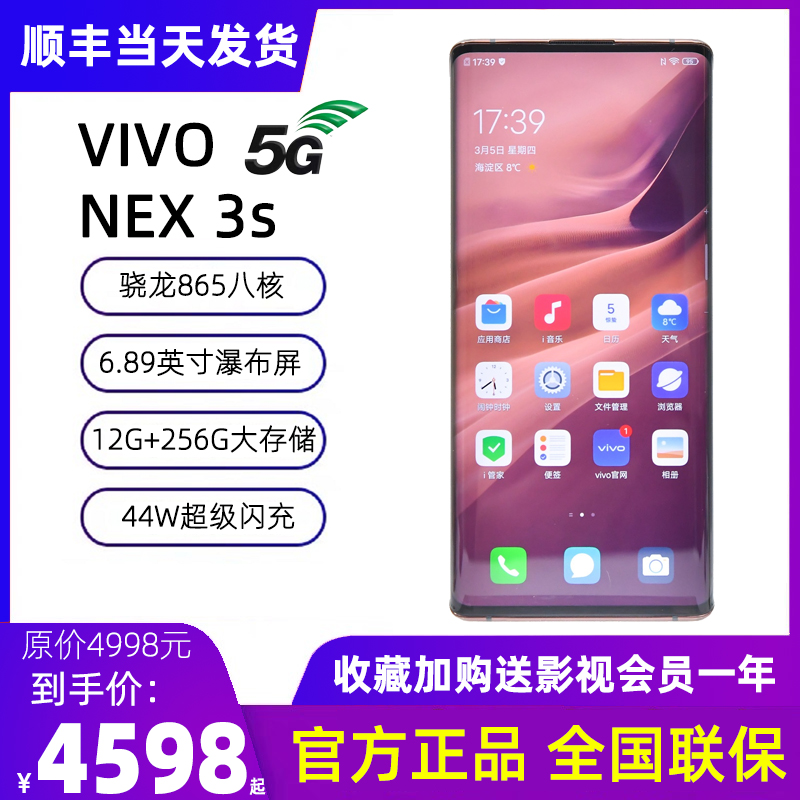 顺丰当天发货
VIVO 5G
NEX 3s
骁龙865八核
6.89英寸瀑布屏
12G+256G大存储
44W超级闪充
17:39
17:39
3月5日 星期四
海淀区 8℃
应用商店
i 音乐
5
日历
8℃
天气
闹钟时钟
设置
文件管理
浏览器
i 管家
便签
vivo
1
vivo官网
相册
原价4998元
到手价：
¥4598起
收藏加购送影视会员一年
官方正品 全国联保